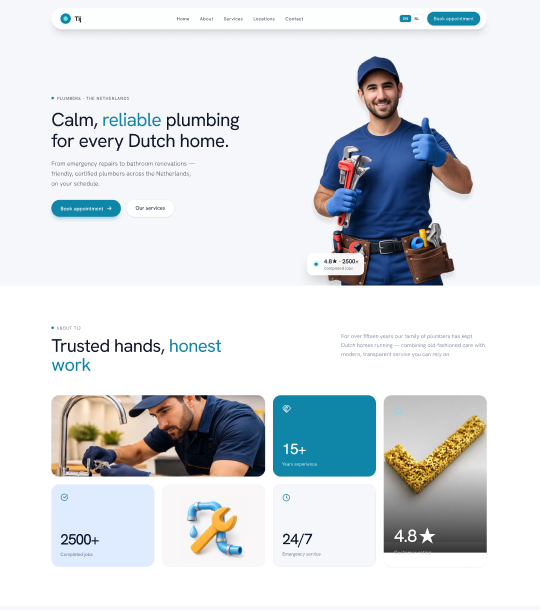 Tij
Home About Services Locations Contact
EN NL
Book appointment
PLUMBERS · THE NETHERLANDS
Calm, reliable plumbing
for every Dutch home.
From emergency repairs to bathroom renovations —
friendly, certified plumbers across the Netherlands,
on your schedule.
Book appointment → Our services
4.8★ · 2500+
Completed jobs
ABOUT TIJ
Trusted hands, honest
work
For over fifteen years our family of plumbers has kept
Dutch homes running — combining old-fashioned care with
modern, transparent service you can rely on.
15+
Years experience
2500+
Completed jobs
24/7
Emergency service
4.8★